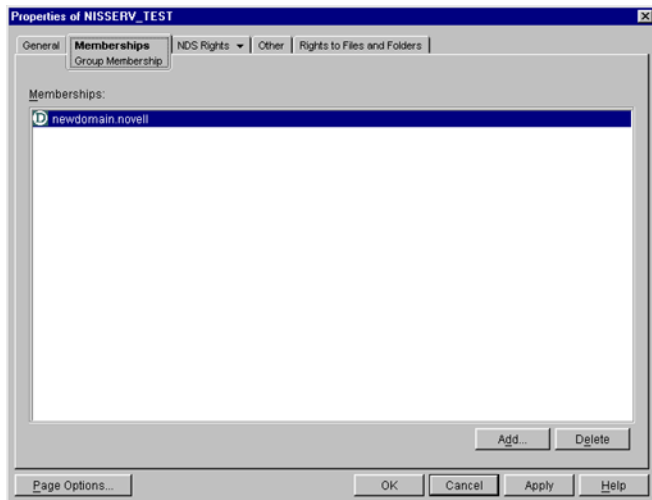 Properties of NISSERV_TEST
General Memberships NDS Rights Other Rights to Files and Folders
Group Membership
Memberships:
D newdomain.novell
Add... Delete
Page Options... OK Cancel Apply Help